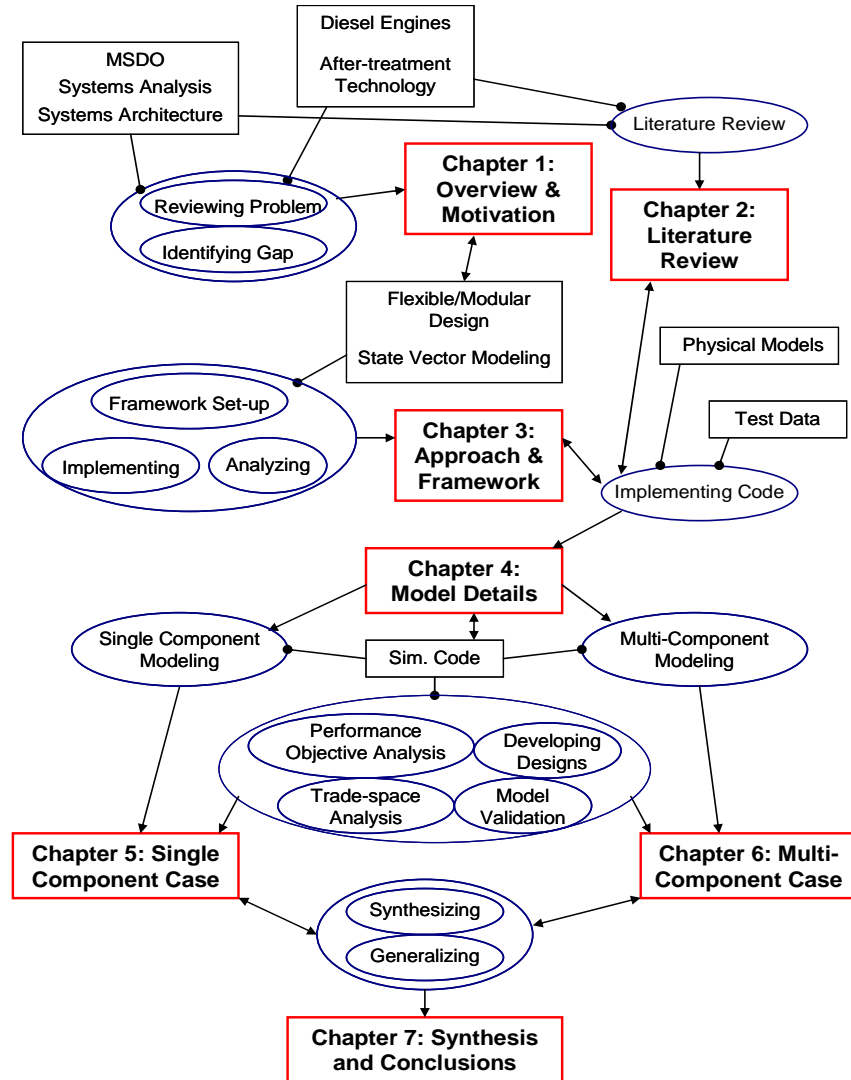 Diesel Engines
After-treatment
Technology
MSDO
Systems Analysis
Systems Architecture
Literature Review
Chapter 1:
Overview &
Motivation
Reviewing Problem
Identifying Gap
Chapter 2:
Literature
Review
Flexible/Modular
Design
State Vector Modeling
Physical Models
Test Data
Framework Set-up
Implementing
Analyzing
Chapter 3:
Approach &
Framework
Implementing Code
Chapter 4:
Model Details
Single Component
Modeling
Sim. Code
Multi-Component
Modeling
Performance
Objective Analysis
Developing
Designs
Trade-space
Analysis
Model
Validation
Chapter 5: Single
Component Case
Chapter 6: Multi-
Component Case
Synthesizing
Generalizing
Chapter 7: Synthesis
and Conclusions